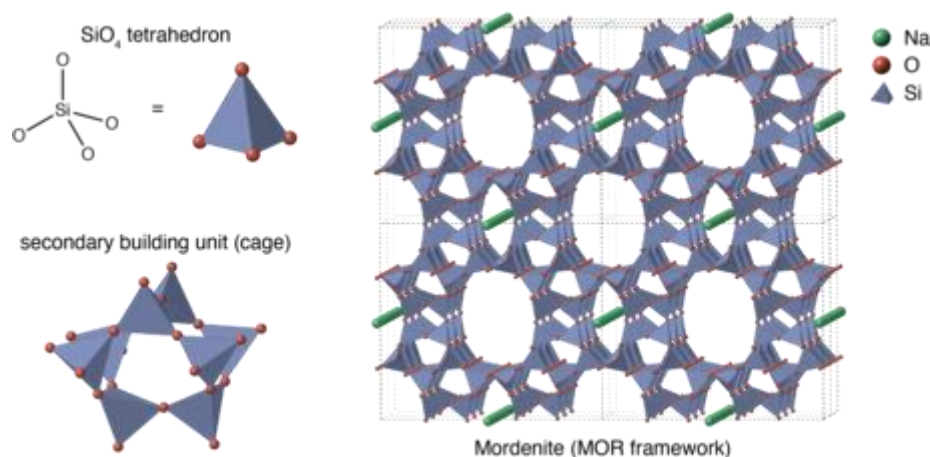 SiO4 tetrahedron
O
Si
O
O
O
=
secondary building unit (cage)
Na
O
Si
Mordenite (MOR framework)